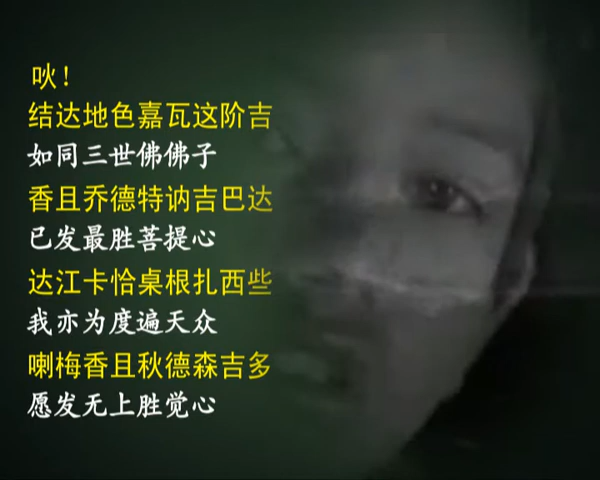 吙！
结达地色嘉瓦这阶吉
如同三世佛佛子
香且乔德特讷吉巴达
已发最胜菩提心
达江卡恰桌根扎西些
我亦为度遍天众
喇梅香且秋德森吉多
愿发无上胜觉心